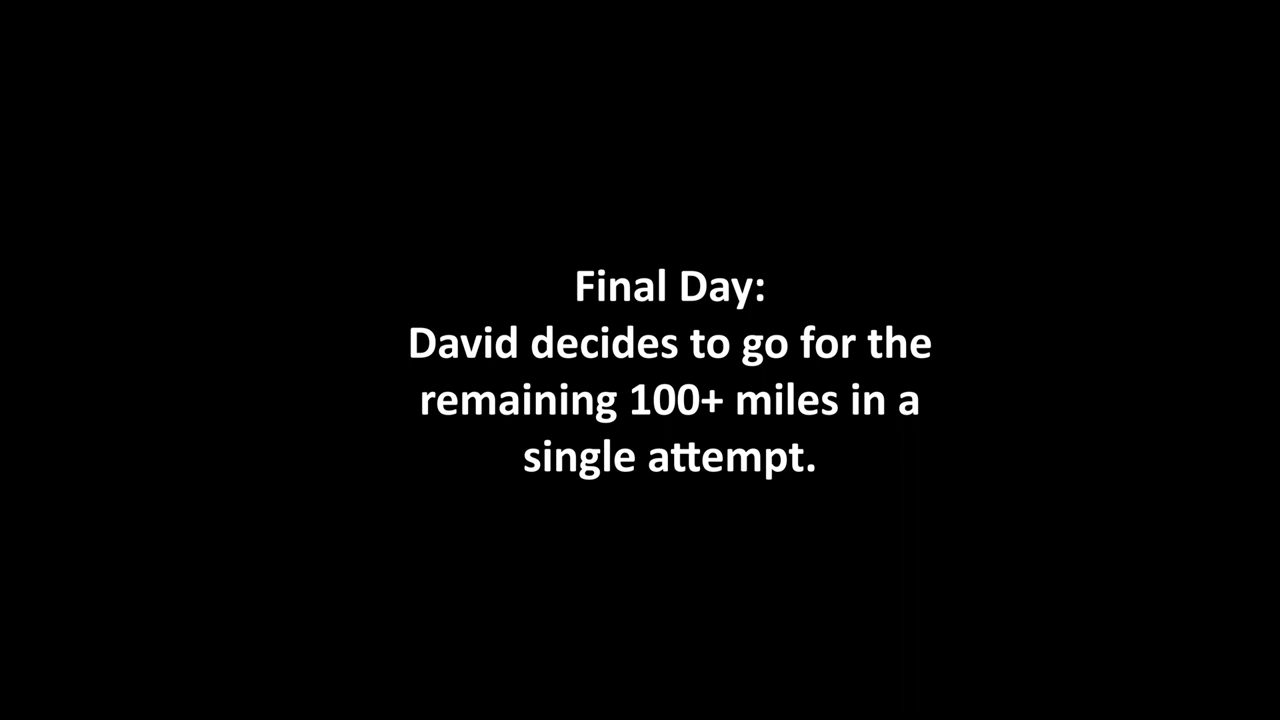 Final Day:
David decides to go for the
remaining 100+ miles in a
single attempt.